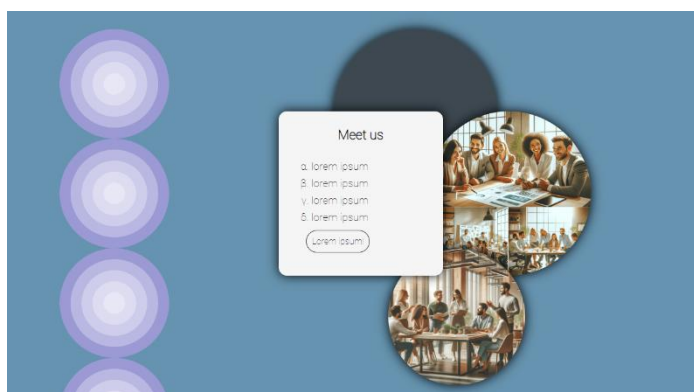 Meet us
α. lorem ipsum
β. lorem ipsum
γ. lorem ipsum
δ. lorem ipsum
Lorem ipsum!